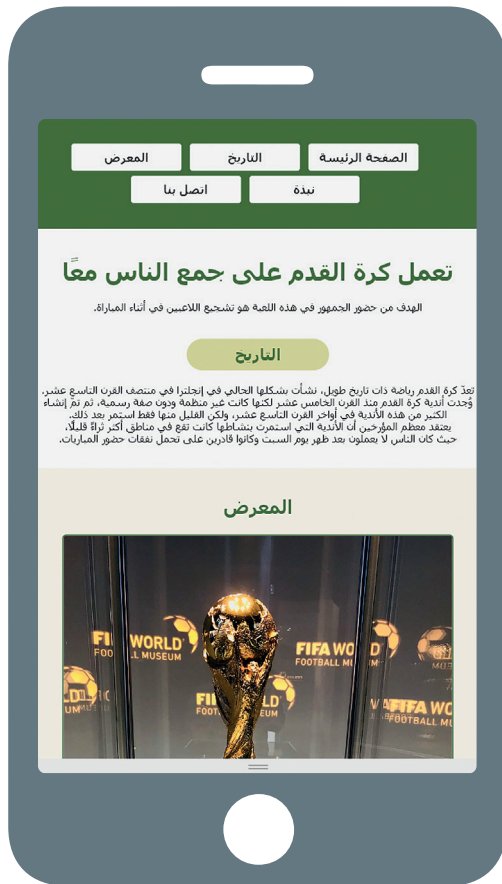 الصفحة الرئيسة
التاريخ
المعرض
نبذة
اتصل بنا
تعمل كرة القدم على جمع الناس معًا
الهدف من حضور الجمهور في هذه اللعبة هو تشجيع اللاعبين في أثناء المباراة.
التاريخ
تعدّ كرة القدم رياضة ذات تاريخ طويل، نشأت بشكلها الحالي في إنجلترا في منتصف القرن التاسع عشر.
وُجدت أندية كرة القدم منذ القرن الخامس عشر لكنها كانت غير منظمة ودون صفة رسمية، ثم تم إنشاء
الكثير من هذه الأندية في أواخر القرن التاسع عشر، ولكن القليل منها فقط استمر بعد ذلك.
يعتقد معظم المؤرخين أن الأندية التي استمرت بنشاطها كانت تقع في مناطق أكثر ثراءً قليلًا،
حيث كان الناس لا يعملون بعد ظهر يوم السبت وكانوا قادرين على تحمل نفقات حضور المباريات.
المعرض
WORLD
MUSEUM
FIFA WO
FOOTBALL MU
FIFA WO
FOOTBALL MU